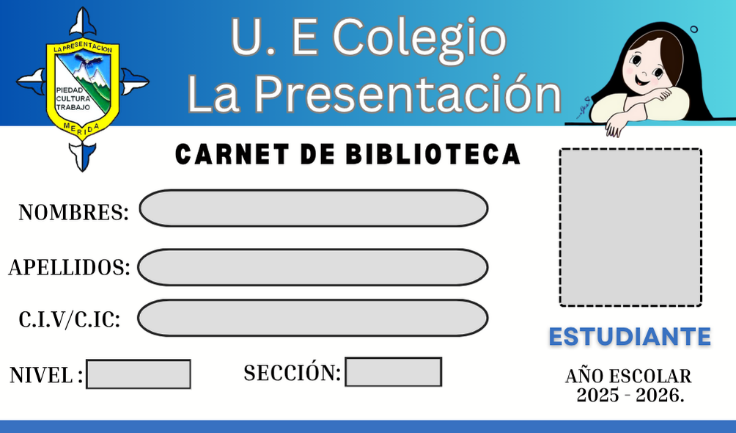 U. E Colegio
La Presentación
LA PRESENTACIÓN
PIEDAD
CULTURA
TRABAJO
MERIDA
CARNET DE BIBLIOTECA
NOMBRES:
APELLIDOS:
C.I.V/C.IC:
NIVEL :
SECCIÓN:
ESTUDIANTE
AÑO ESCOLAR
2025 - 2026.